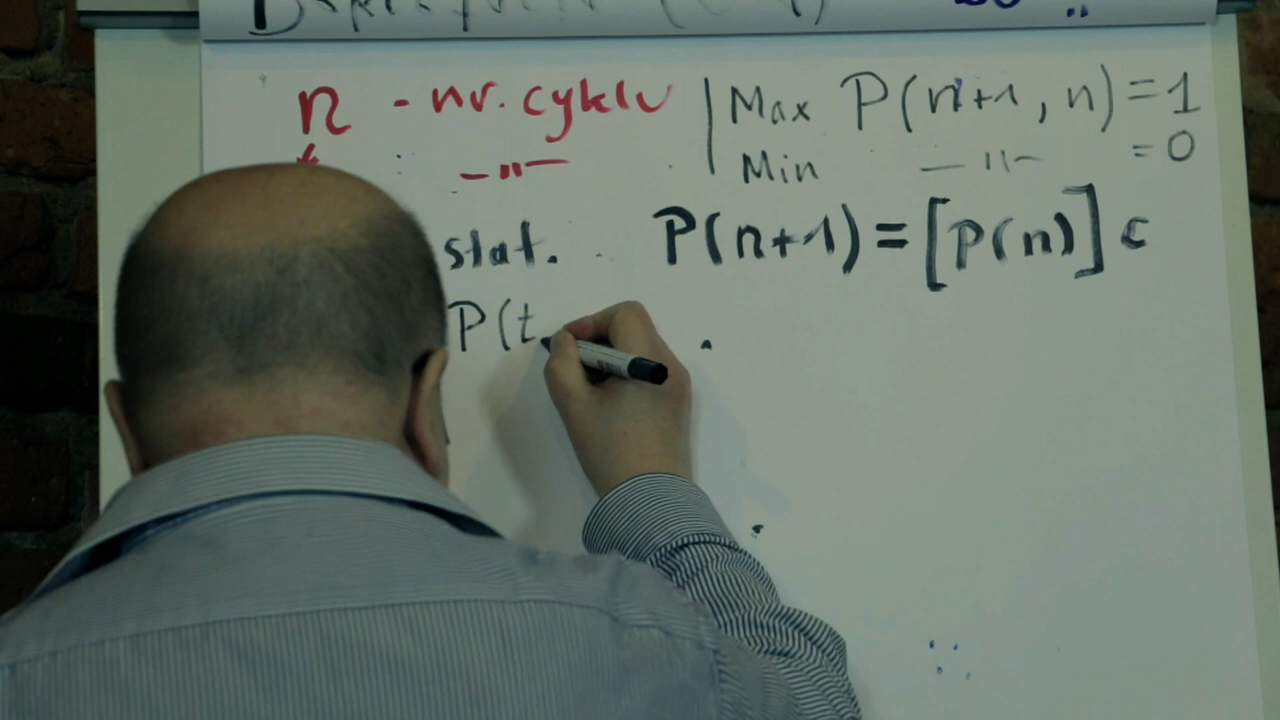 n - nr. cyklu | Max P(n+1, n) = 1
t -"- | Min -"- = 0
stat. P(n+1) = [P(n)] c
P(t